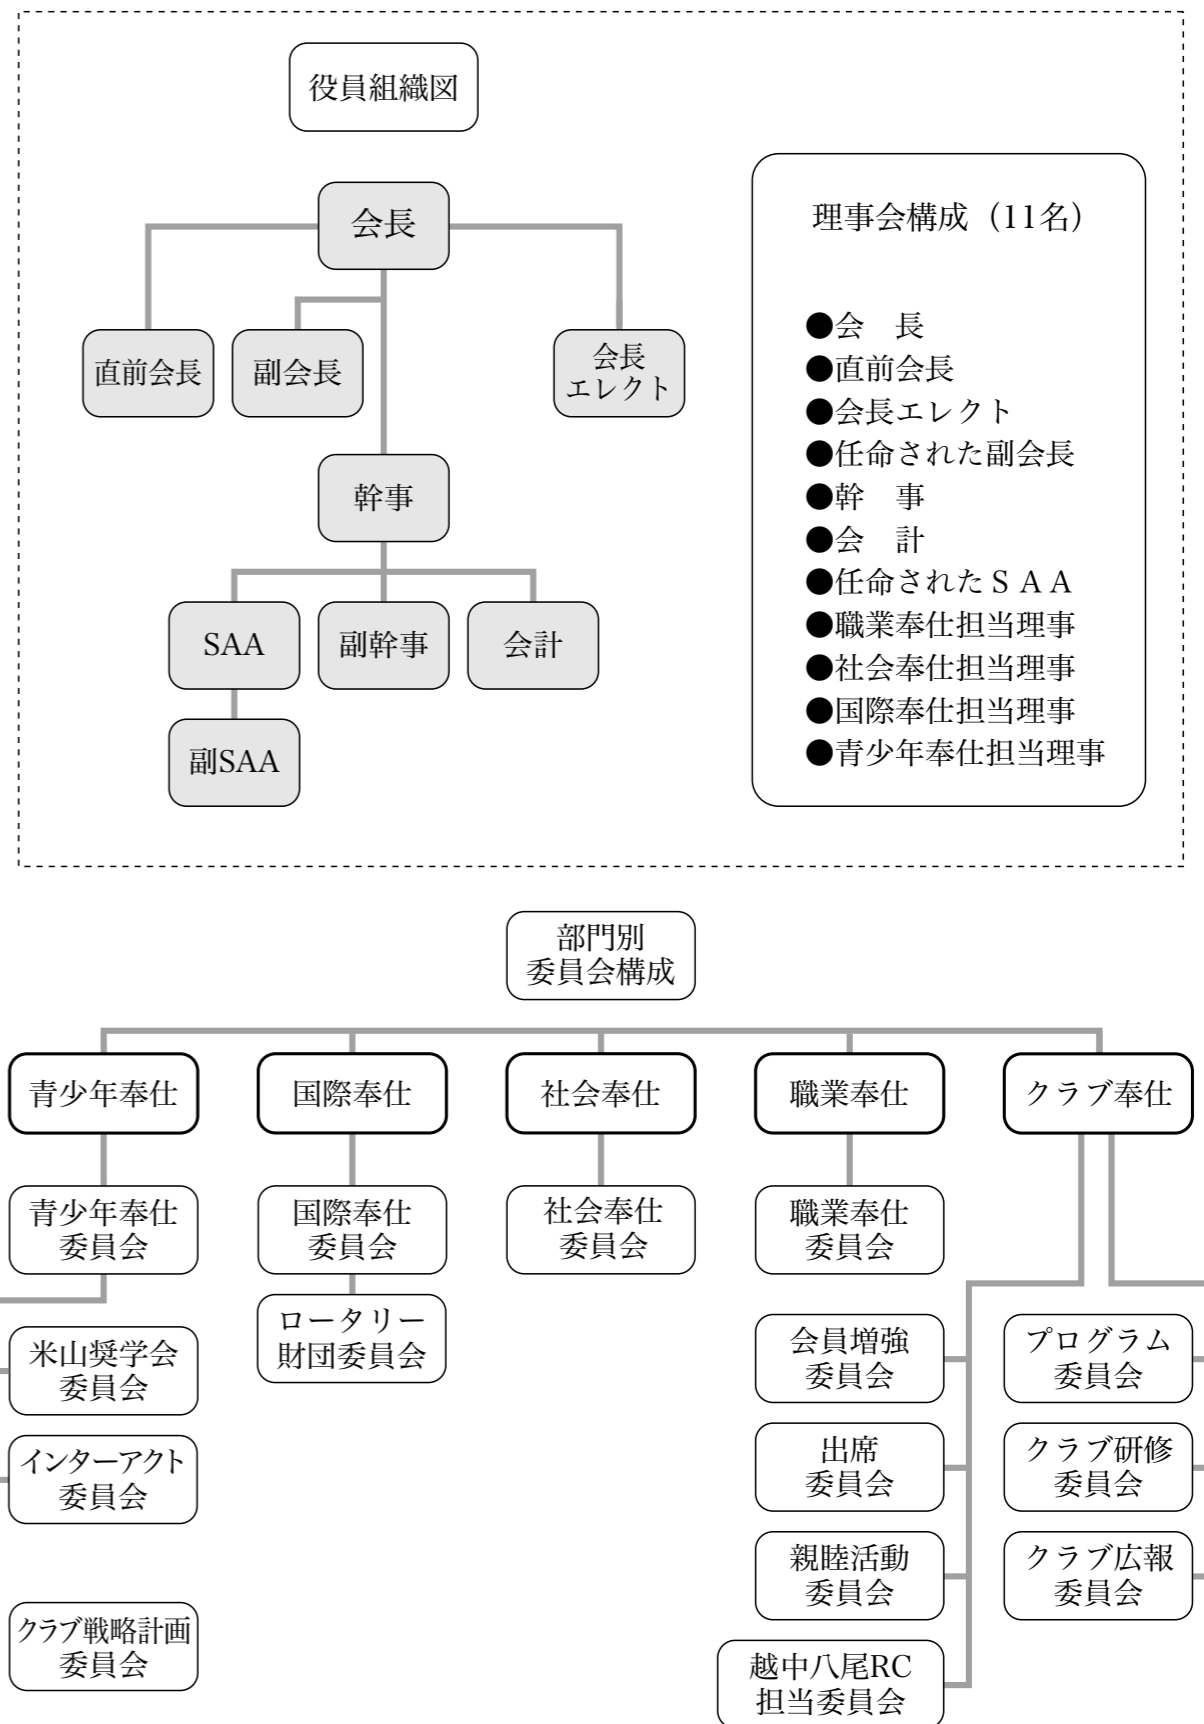 役員組織図
会長
直前会長
副会長
会長
エレクト
幹事
SAA
副幹事
会計
副SAA
理事会構成（11名）
●会　長
●直前会長
●会長エレクト
●任命された副会長
●幹　事
●会　計
●任命されたＳＡＡ
●職業奉仕担当理事
●社会奉仕担当理事
●国際奉仕担当理事
●青少年奉仕担当理事
部門別
委員会構成
青少年奉仕
国際奉仕
社会奉仕
職業奉仕
クラブ奉仕
青少年奉仕
委員会
国際奉仕
委員会
社会奉仕
委員会
職業奉仕
委員会
米山奨学会
委員会
ロータリー
財団委員会
会員増強
委員会
プログラム
委員会
インターアクト
委員会
出席
委員会
クラブ研修
委員会
親睦活動
委員会
クラブ広報
委員会
クラブ戦略計画
委員会
越中八尾RC
担当委員会